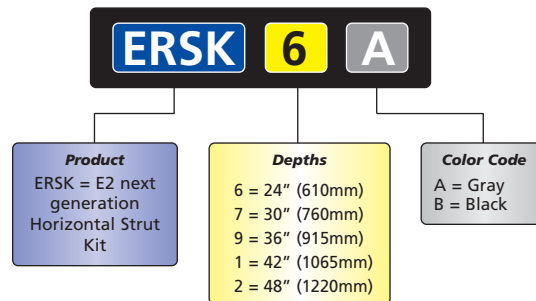 ERSK 6 A
Product
ERSK = E2 next
generation
Horizontal Strut
Kit
Depths
6 = 24” (610mm)
7 = 30” (760mm)
9 = 36” (915mm)
1 = 42” (1065mm)
2 = 48” (1220mm)
Color Code
A = Gray
B = Black